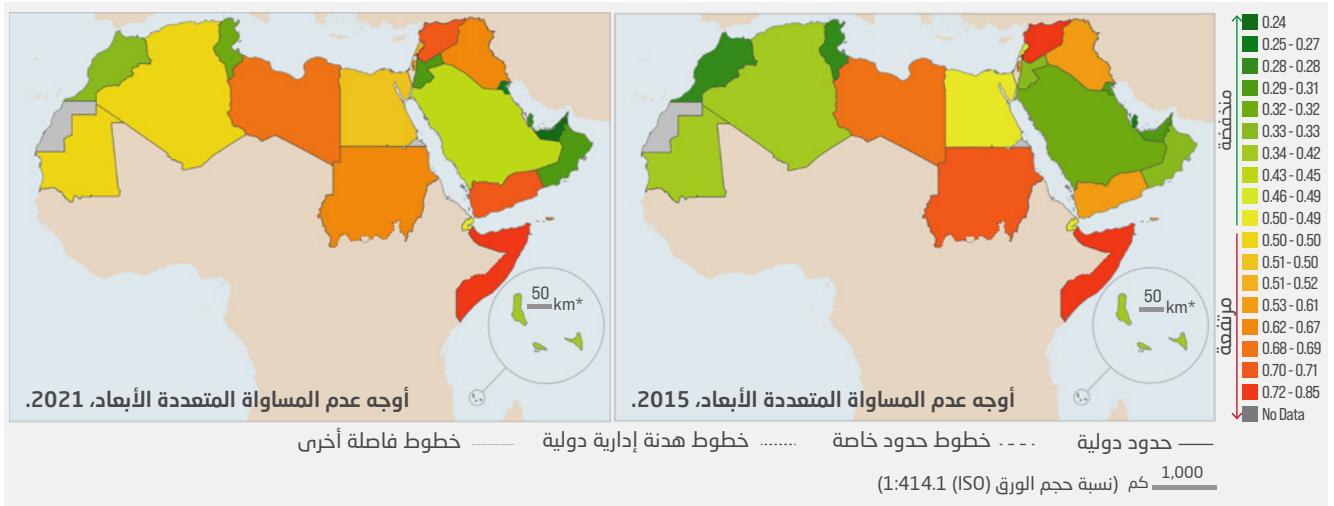 0.24
0.25 - 0.27
0.28 - 0.28
0.29 - 0.31
0.32 - 0.32
0.33 - 0.33
0.34 - 0.42
0.43 - 0.45
0.46 - 0.49
0.50 - 0.49
0.50 - 0.50
0.51 - 0.50
0.51 - 0.52
0.53 - 0.61
0.62 - 0.67
0.68 - 0.69
0.70 - 0.71
0.72 - 0.85
No Data
منخفضة
مرتفعة
50
km*
أوجه عدم المساواة المتعددة الأبعاد، 2015.
50
km*
أوجه عدم المساواة المتعددة الأبعاد، 2021.
حدود دولية
خطوط حدود خاصة
خطوط هدنة إدارية دولية
خطوط فاصلة أخرى
1,000 كم (نسبة حجم الورق (ISO) 1:414.1)